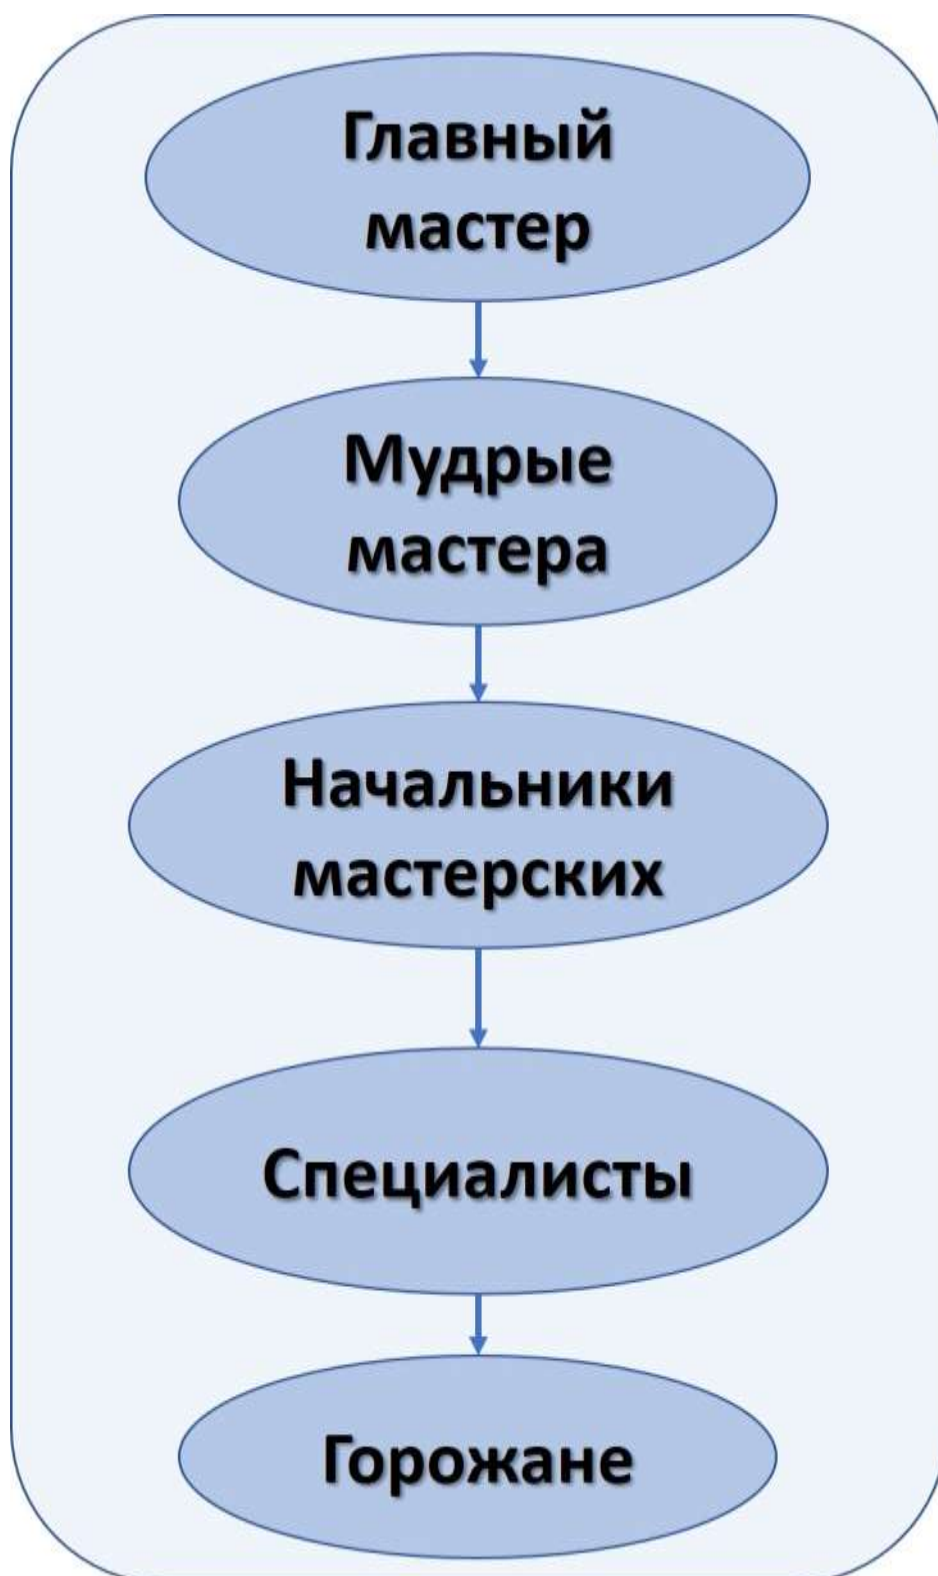 Главный
мастер
Мудрые
мастера
Начальники
мастерских
Специалисты
Горожане